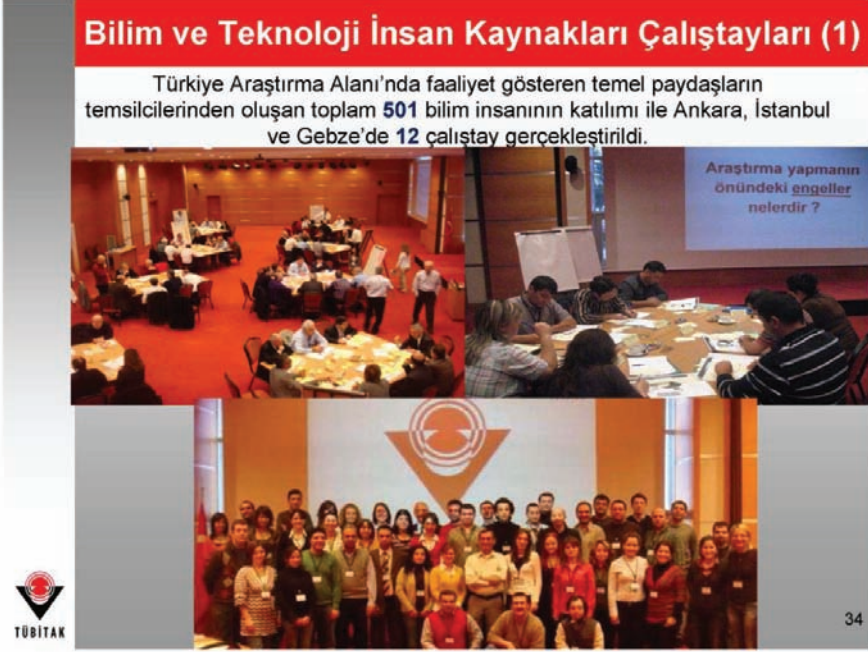 Bilim ve Teknoloji İnsan Kaynakları Çalıştayları (1)
Türkiye Araştırma Alanı'nda faaliyet gösteren temel paydaşların
temsilcilerinden oluşan toplam 501 bilim insanının katılımı ile Ankara, İstanbul
ve Gebze'de 12 çalıştay gerçekleştirildi.
Araştırma yapmanın
önündeki engeller
nelerdir ?
TÜBİTAK
34